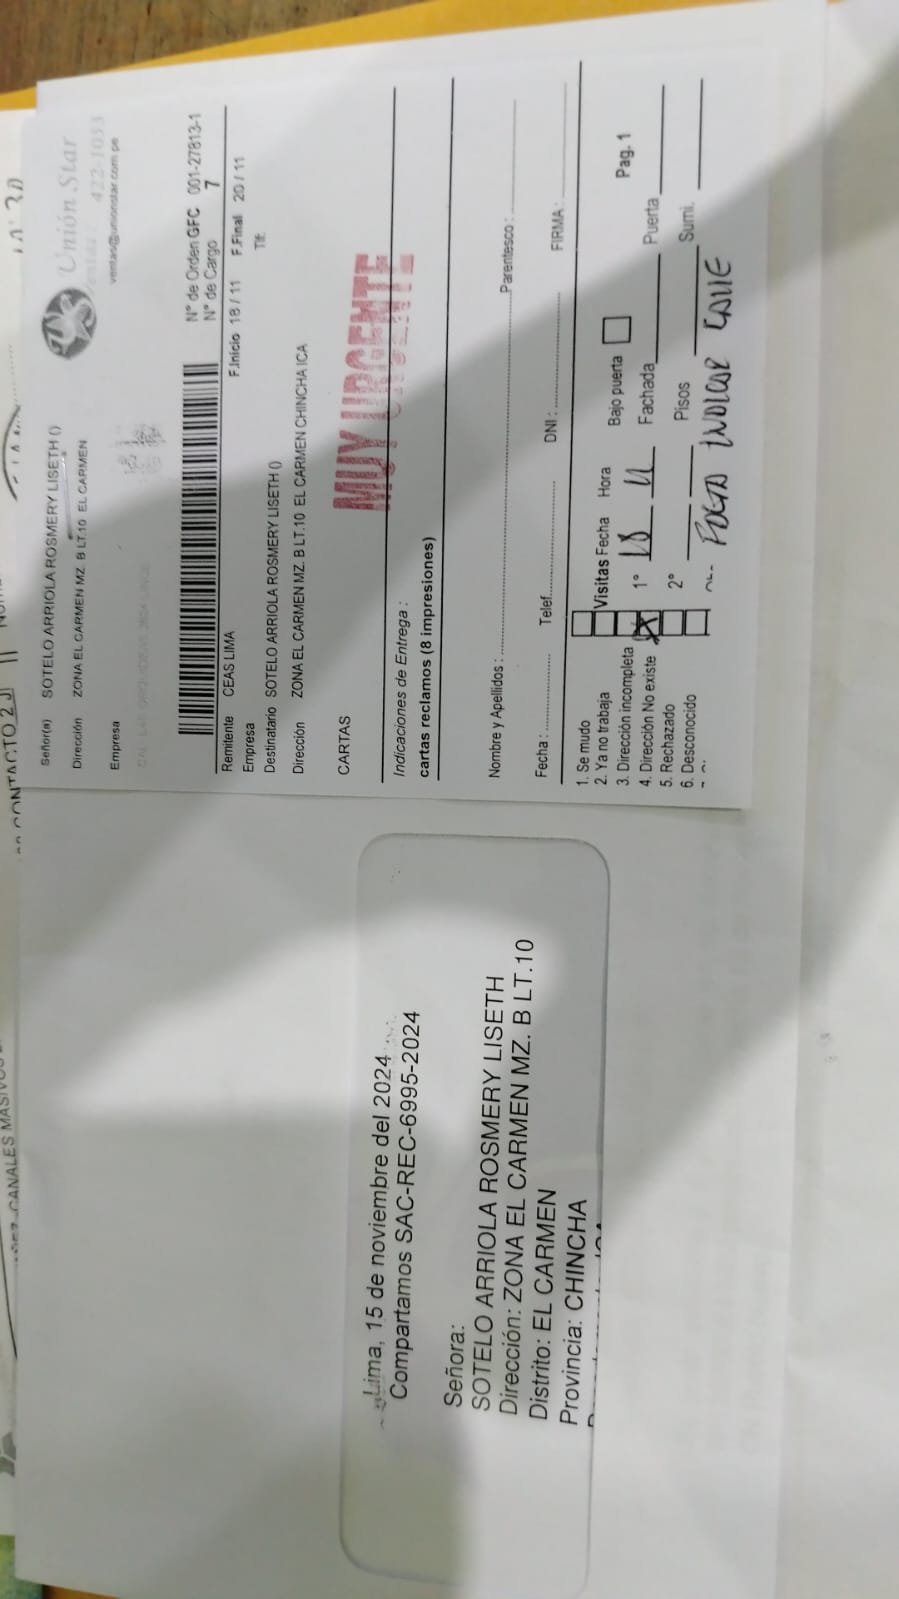 Unión Star
422-1053
ventas@unionstar.com.pe
Señor(a) SOTELO ARRIOLA ROSMERY LISETH ()
Dirección ZONA EL CARMEN MZ. B LT.10 EL CARMEN
Empresa
N° de Orden GFC 001-27813-1
N° de Cargo 7
Remitente CEAS LIMA F.Inicio 18 / 11 F.Final 20 / 11
Empresa Tlf.
Destinatario SOTELO ARRIOLA ROSMERY LISETH ()
Dirección ZONA EL CARMEN MZ. B LT.10 EL CARMEN CHINCHA ICA
CARTAS
MUY URGENTE
Indicaciones de Entrega :
cartas reclamos (8 impresiones)
Nombre y Apellidos : Parentesco :
Fecha : Telef. DNI : FIRMA :
1. Se mudo
2. Ya no trabaja Visitas Fecha Hora Bajo puerta Pag. 1
3. Dirección incompleta 1° 18 11 Fachada Puerta
4. Dirección No existe
5. Rechazado 2° Pisos Sumi.
6. Desconocido
INDICAR CALLE
Lima, 15 de noviembre del 2024
Compartamos SAC-REC-6995-2024
Señora:
SOTELO ARRIOLA ROSMERY LISETH
Dirección: ZONA EL CARMEN MZ. B LT.10
Distrito: EL CARMEN
Provincia: CHINCHA